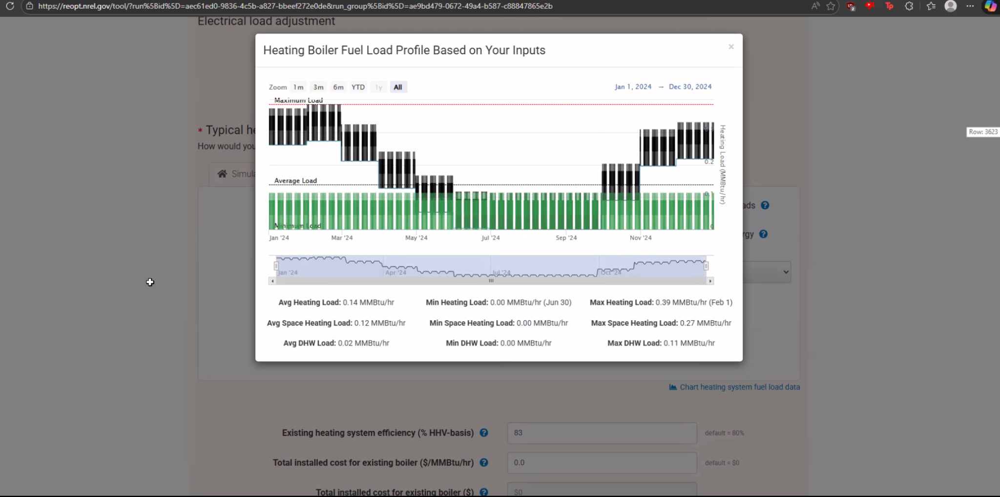 https://reopt.nrel.gov/tool/?run%5Bid%5D=aec61ed0-9836-4c5b-a827-bbeef272e0de&run_group%5Bid%5D=ae9bd479-0672-49a4-b587-c88847865e2b
Electrical load adjustment
Heating Boiler Fuel Load Profile Based on Your Inputs
×
Zoom 1m 3m 6m YTD 1y All
Jan 1, 2024 → Dec 30, 2024
Maximum Load
Heating Load (MMBtu/hr)
Row: 3623
* Typical he
How would you
0.2
Simula
Average Load
ads
Minimum Load
0
rgy
Jan '24 Mar '24 May '24 Jul '24 Sep '24 Nov '24
Jan '24 Apr '24 Jul '24 Oct '24
Avg Heating Load: 0.14 MMBtu/hr Min Heating Load: 0.00 MMBtu/hr (Jun 30) Max Heating Load: 0.39 MMBtu/hr (Feb 1)
Avg Space Heating Load: 0.12 MMBtu/hr Min Space Heating Load: 0.00 MMBtu/hr Max Space Heating Load: 0.27 MMBtu/hr
Avg DHW Load: 0.02 MMBtu/hr Min DHW Load: 0.00 MMBtu/hr Max DHW Load: 0.11 MMBtu/hr
Chart heating system fuel load data
Existing heating system efficiency (% HHV-basis) ? 83 default = 80%
Total installed cost for existing boiler ($/MMBtu/hr) ? 0.0 default = $0
Total installed cost for existing boiler ($) ? $0